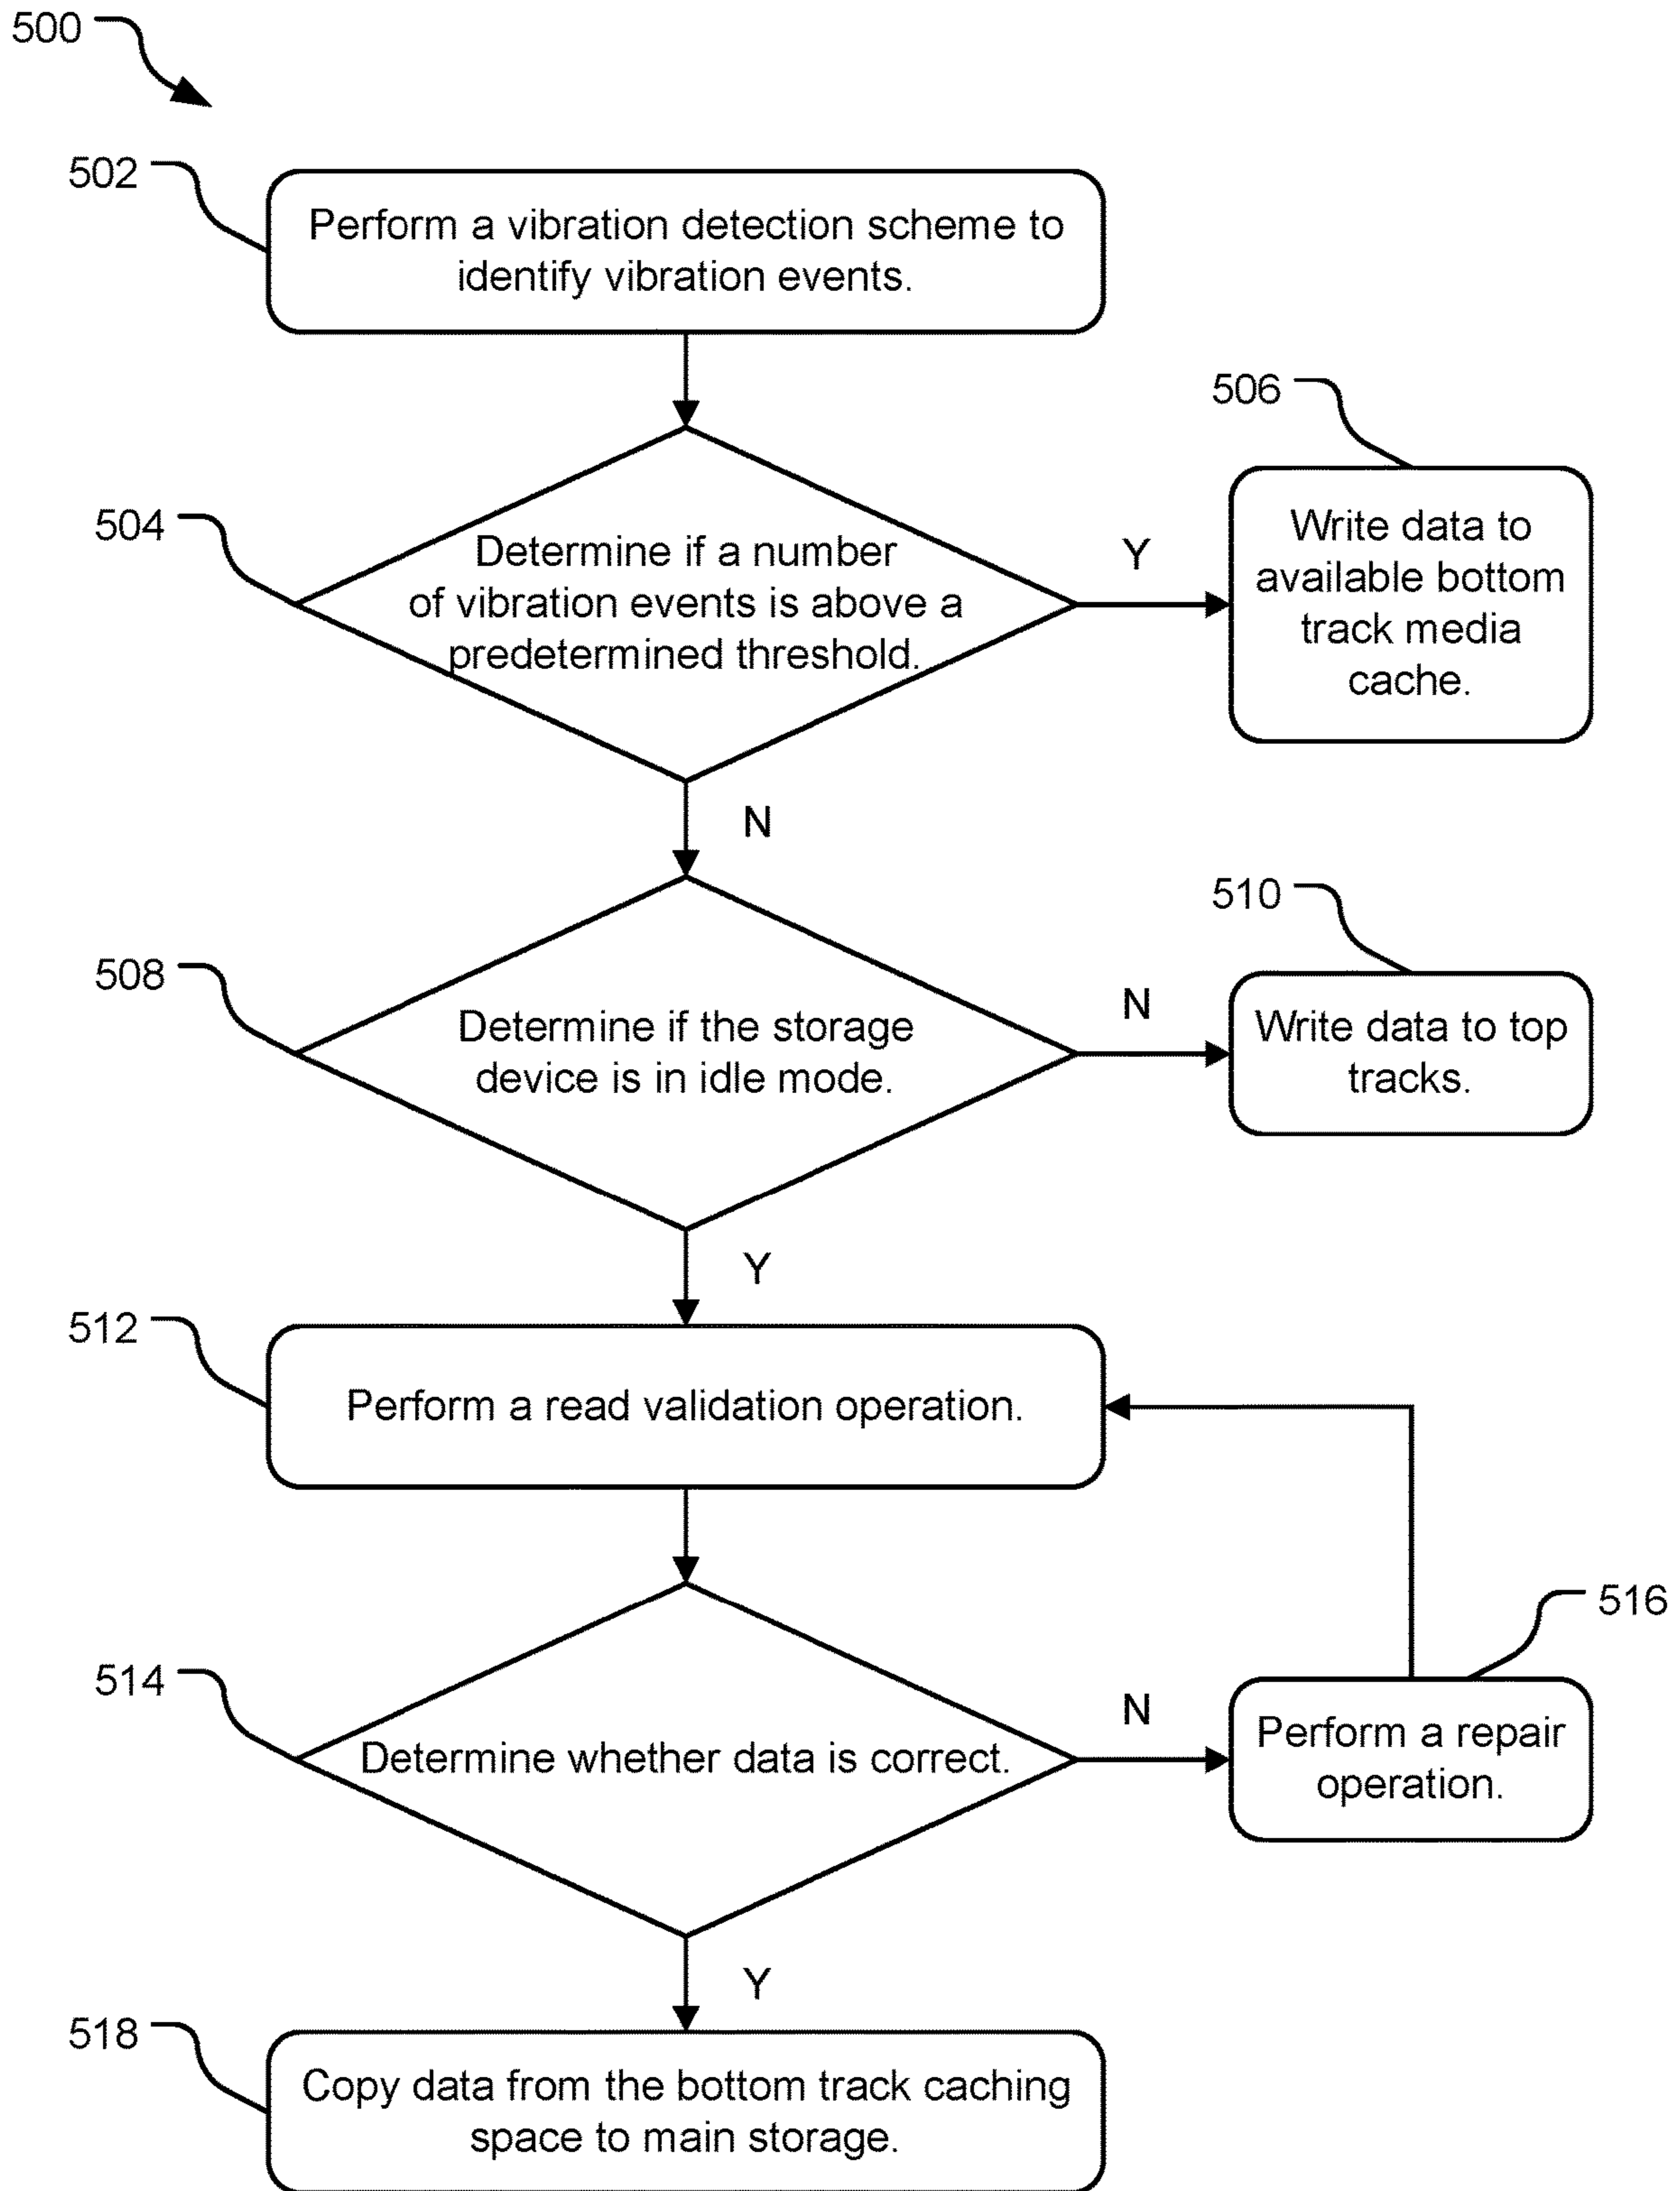 500
502
Perform a vibration detection scheme to
identify vibration events.
504
Determine if a number
of vibration events is above a
predetermined threshold.
Y
506
Write data to
available bottom
track media
cache.
N
508
Determine if the storage
device is in idle mode.
N
510
Write data to top
tracks.
Y
512
Perform a read validation operation.
514
Determine whether data is correct.
N
516
Perform a repair
operation.
Y
518
Copy data from the bottom track caching
space to main storage.